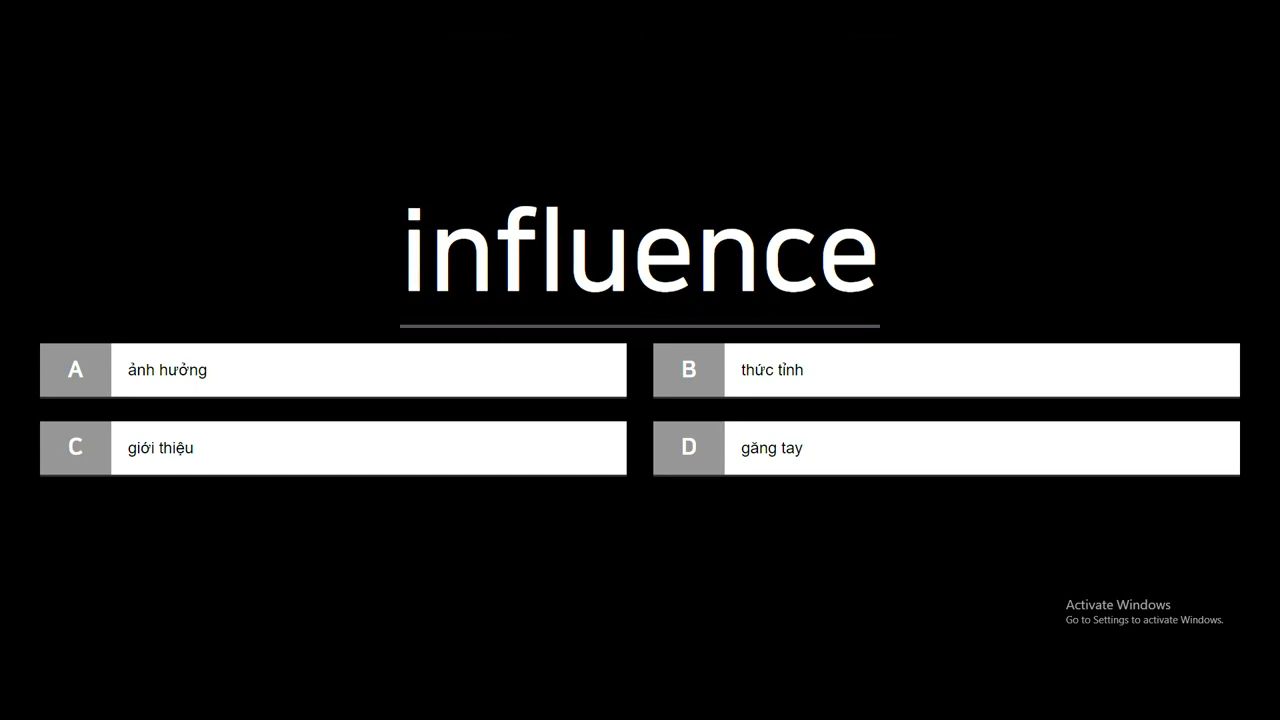 influence
A ảnh hưởng
B thức tỉnh
C giới thiệu
D găng tay
Activate Windows
Go to Settings to activate Windows.